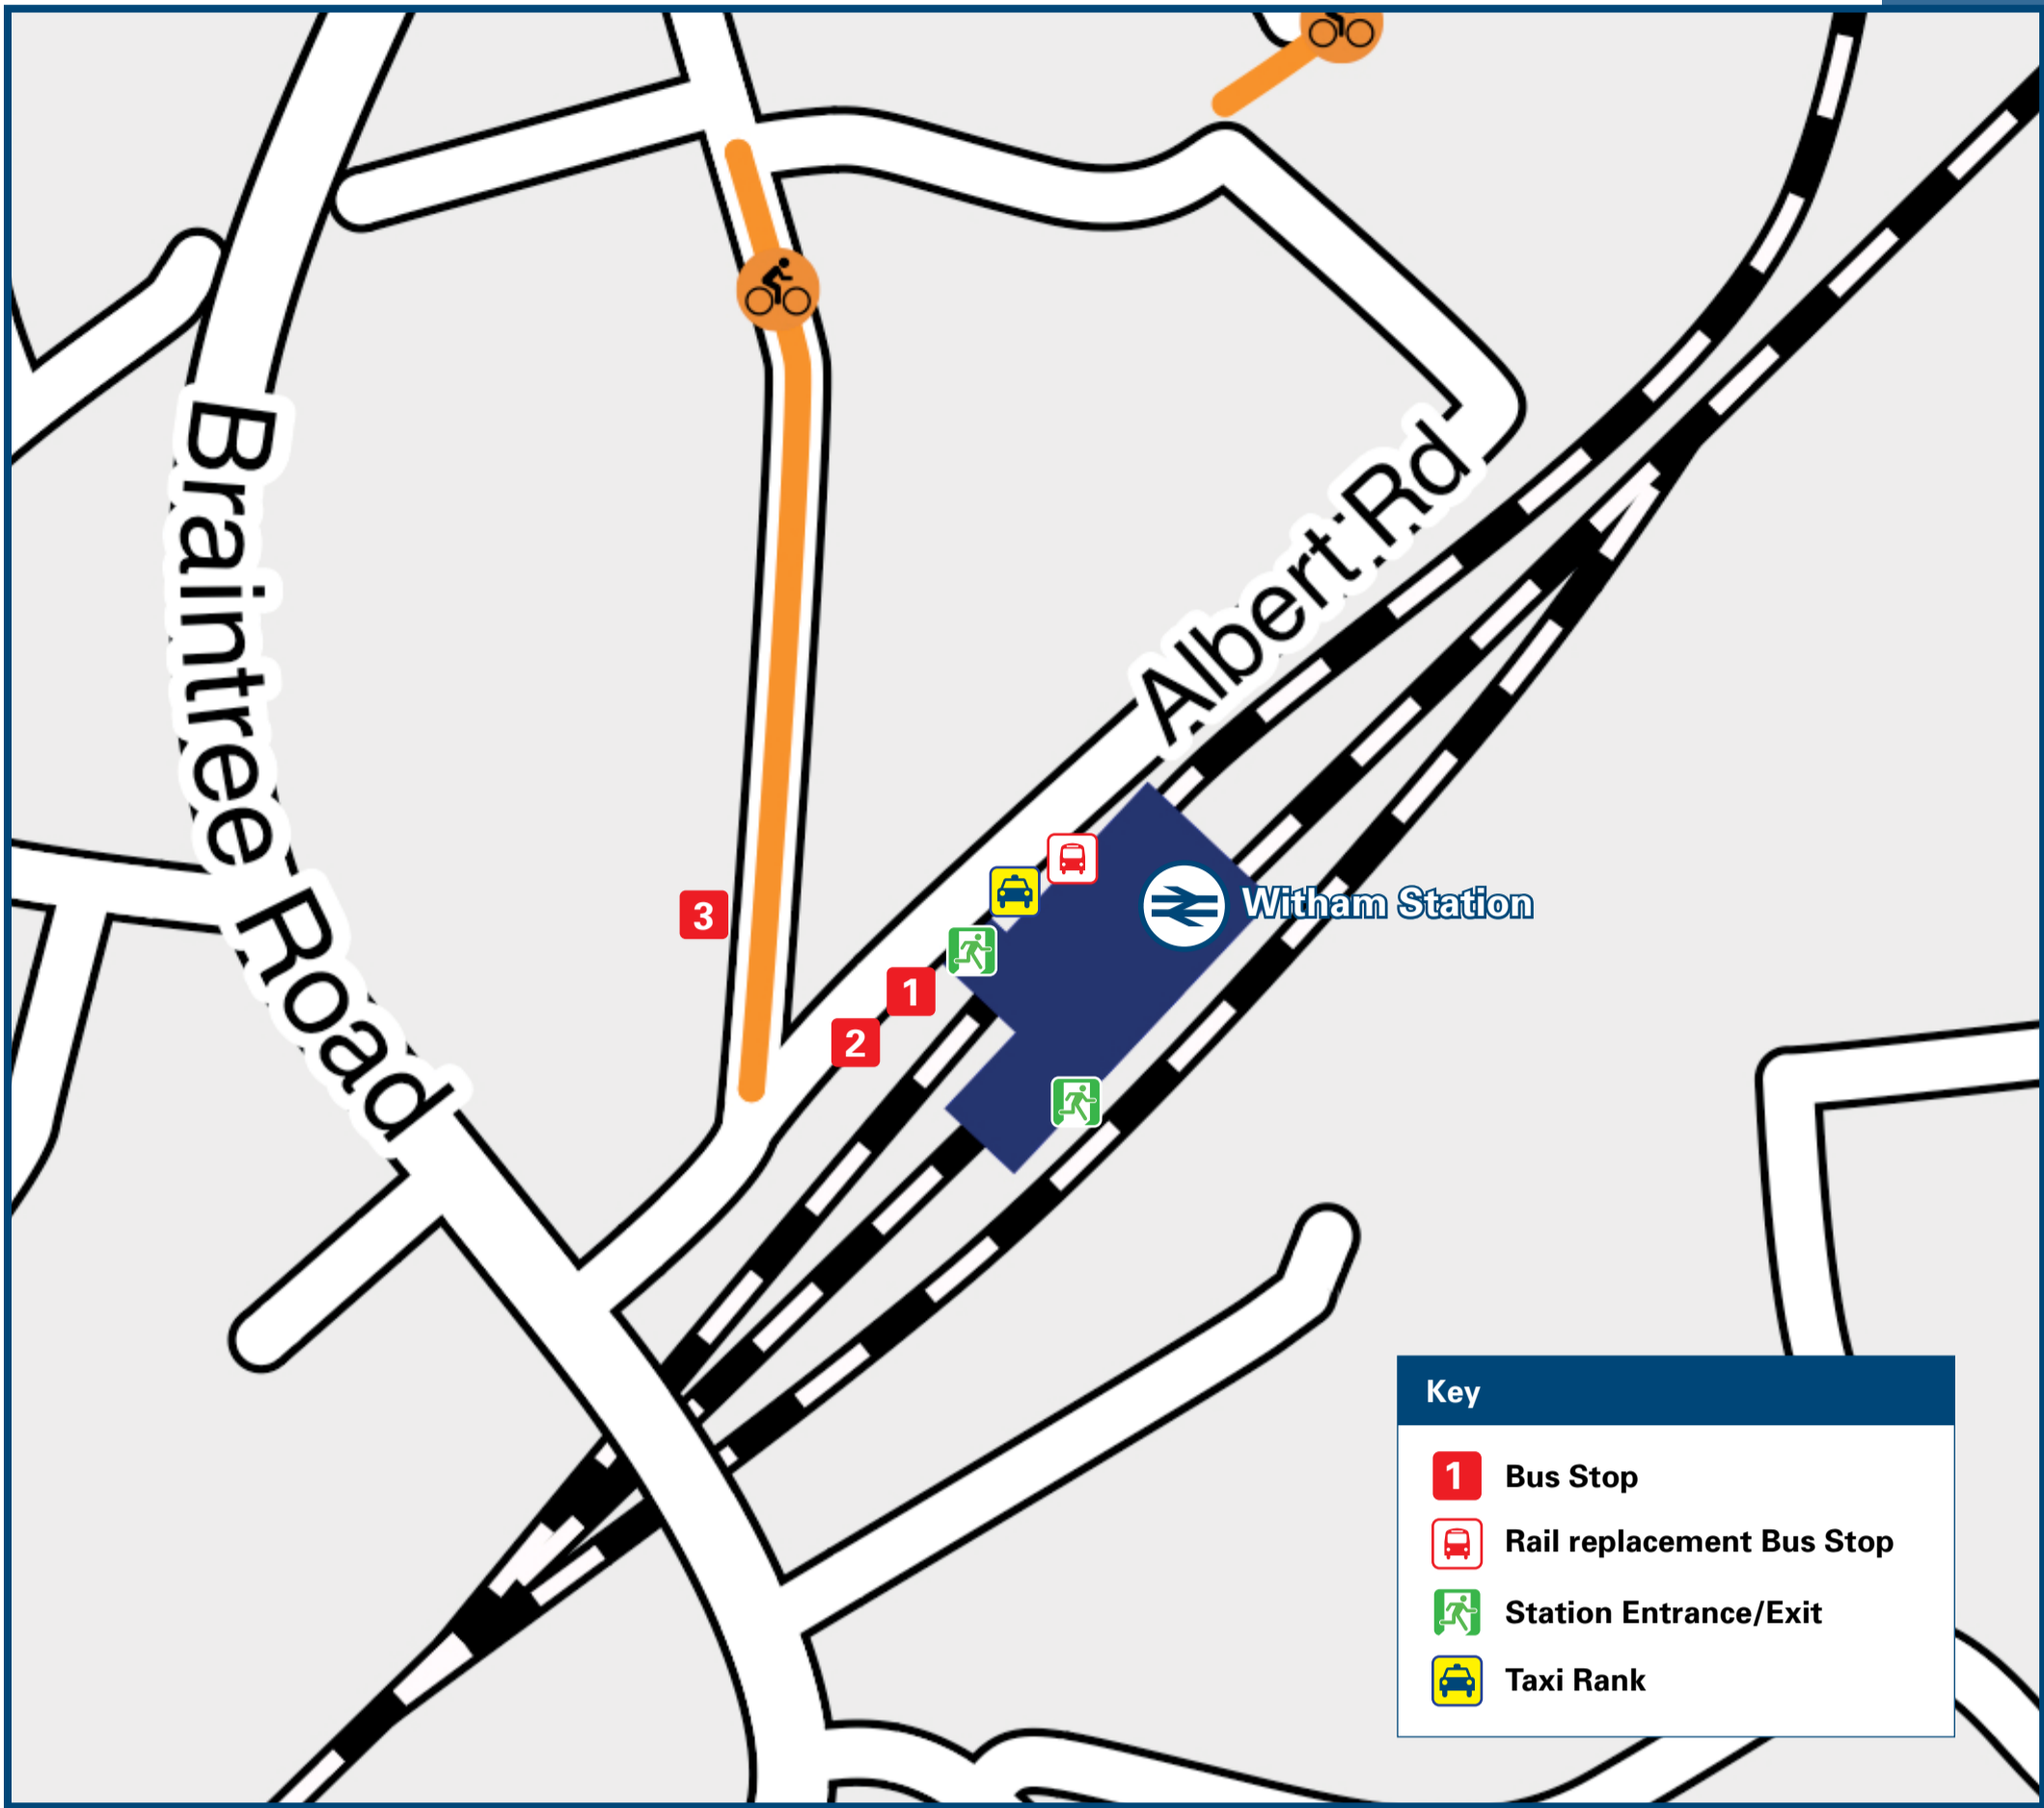 Braintree Road
Albert Rd
3
1
2
Witham Station
Key
1 Bus Stop
Rail replacement Bus Stop
Station Entrance/Exit
Taxi Rank